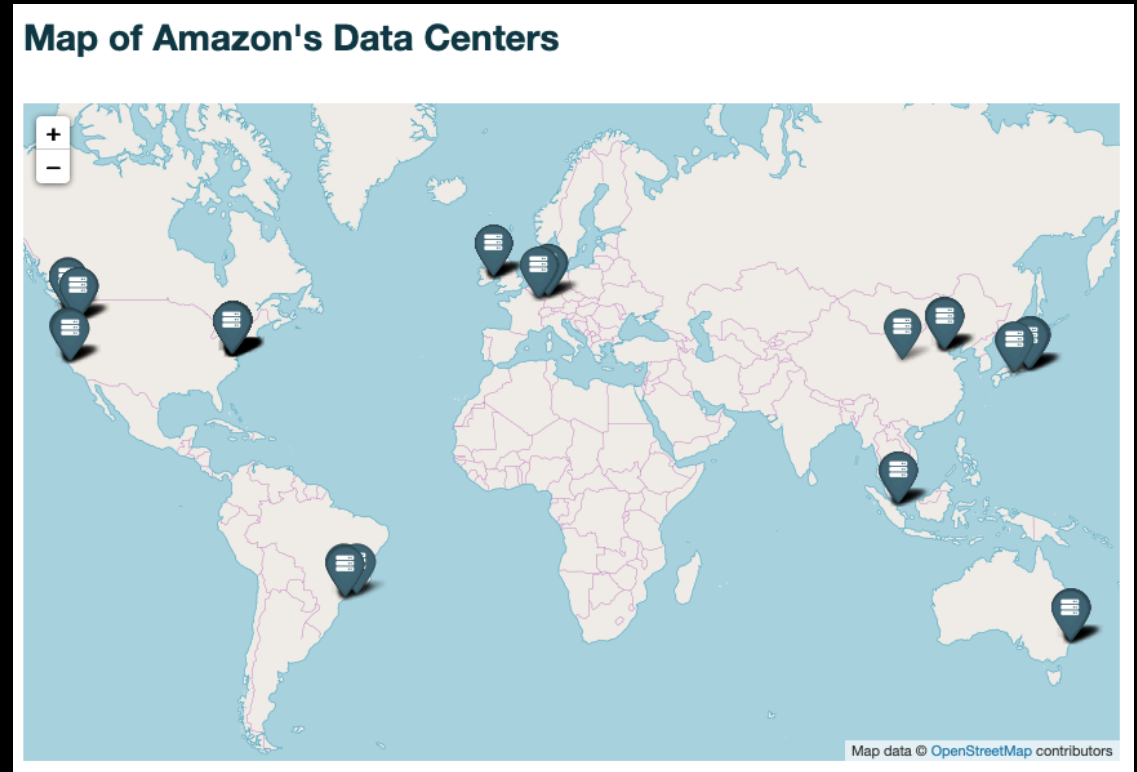 Map of Amazon's Data Centers
+
−
Map data © OpenStreetMap contributors